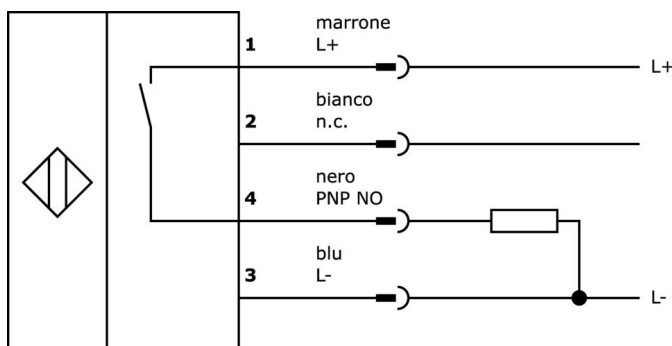 marrone
1 L+
L+
bianco
2 n.c.
nero
4 PNP NO
blu
3 L-
L-